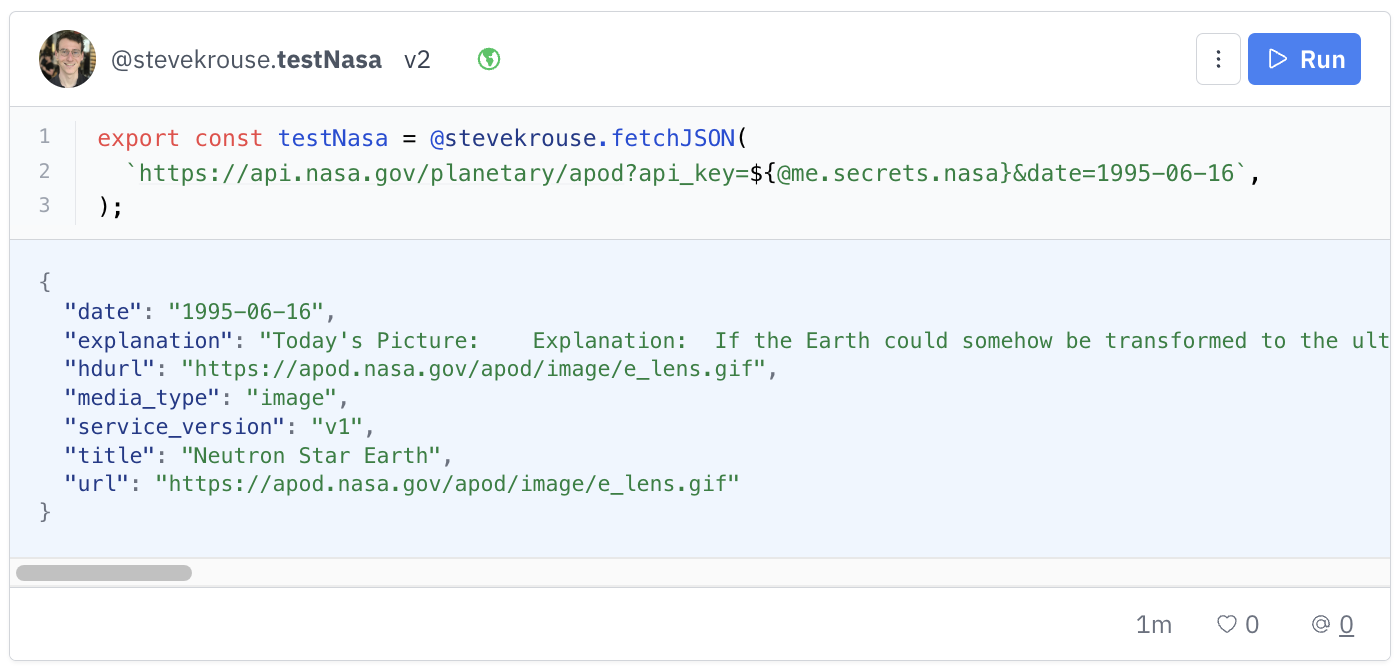 @stevekrouse.testNasa v2 Run
1 export const testNasa = @stevekrouse.fetchJSON(
2 `https://api.nasa.gov/planetary/apod?api_key=${@me.secrets.nasa}&date=1995-06-16`,
3 );
{
"date": "1995-06-16",
"explanation": "Today's Picture:    Explanation:  If the Earth could somehow be transformed to the ult
"hdurl": "https://apod.nasa.gov/apod/image/e_lens.gif",
"media_type": "image",
"service_version": "v1",
"title": "Neutron Star Earth",
"url": "https://apod.nasa.gov/apod/image/e_lens.gif"
}
1m 0 @ 0